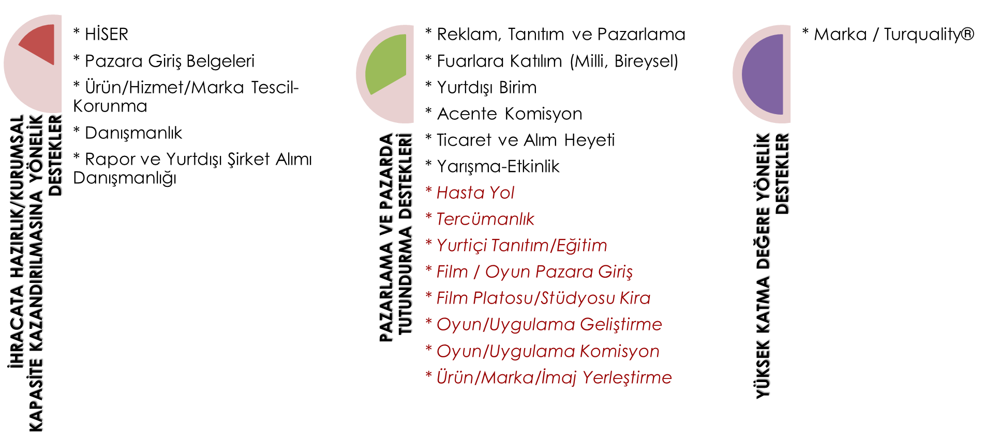 İHRACATA HAZIRLIK/KURUMSAL
KAPASİTE KAZANDIRILMASINA YÖNELİK
DESTEKLER
* HİSER
* Pazara Giriş Belgeleri
* Ürün/Hizmet/Marka Tescil-
Korunma
* Danışmanlık
* Rapor ve Yurtdışı Şirket Alımı
Danışmanlığı
PAZARLAMA VE PAZARDA
TUTUNDURMA DESTEKLERİ
* Reklam, Tanıtım ve Pazarlama
* Fuarlara Katılım (Milli, Bireysel)
* Yurtdışı Birim
* Acente Komisyon
* Ticaret ve Alım Heyeti
* Yarışma-Etkinlik
* Hasta Yol
* Tercümanlık
* Yurtiçi Tanıtım/Eğitim
* Film / Oyun Pazara Giriş
* Film Platosu/Stüdyosu Kira
* Oyun/Uygulama Geliştirme
* Oyun/Uygulama Komisyon
* Ürün/Marka/İmaj Yerleştirme
YÜKSEK KATMA DEĞERE YÖNELİK
DESTEKLER
* Marka / Turquality®